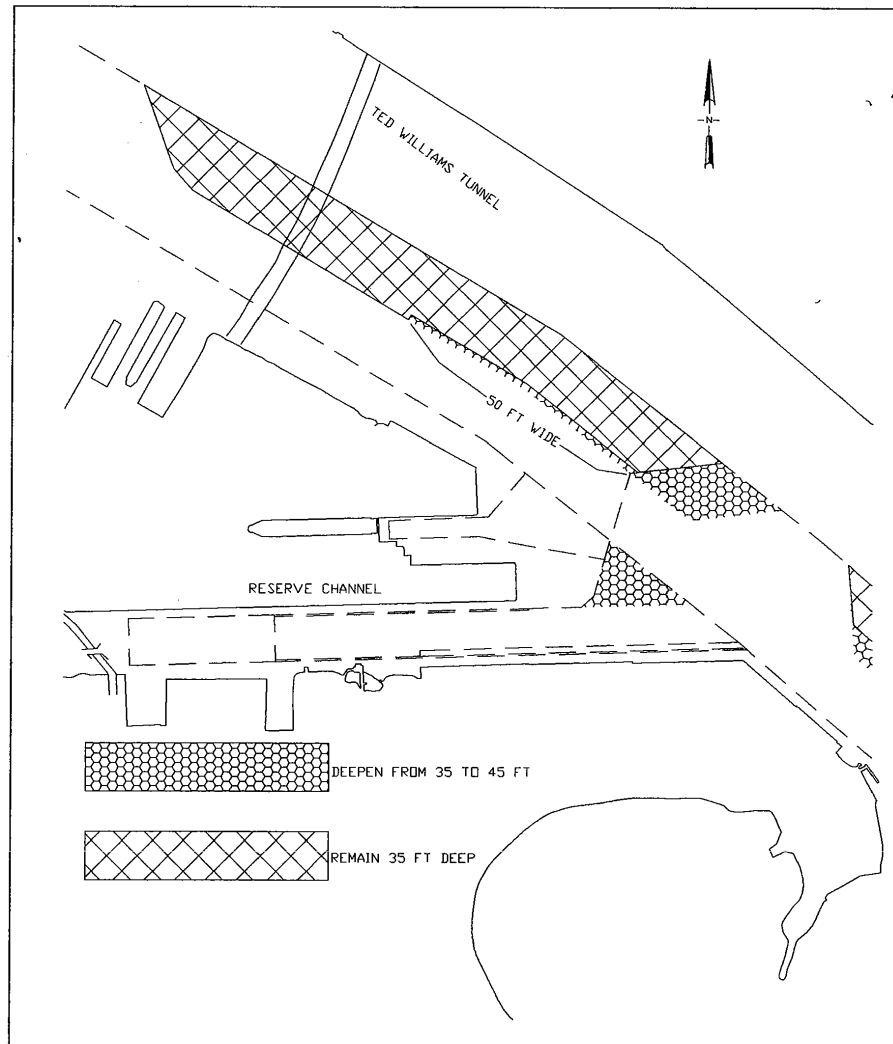 N
TED WILLIAMS TUNNEL
50 FT WIDE
RESERVE CHANNEL
DEEPEN FROM 35 TO 45 FT
REMAIN 35 FT DEEP